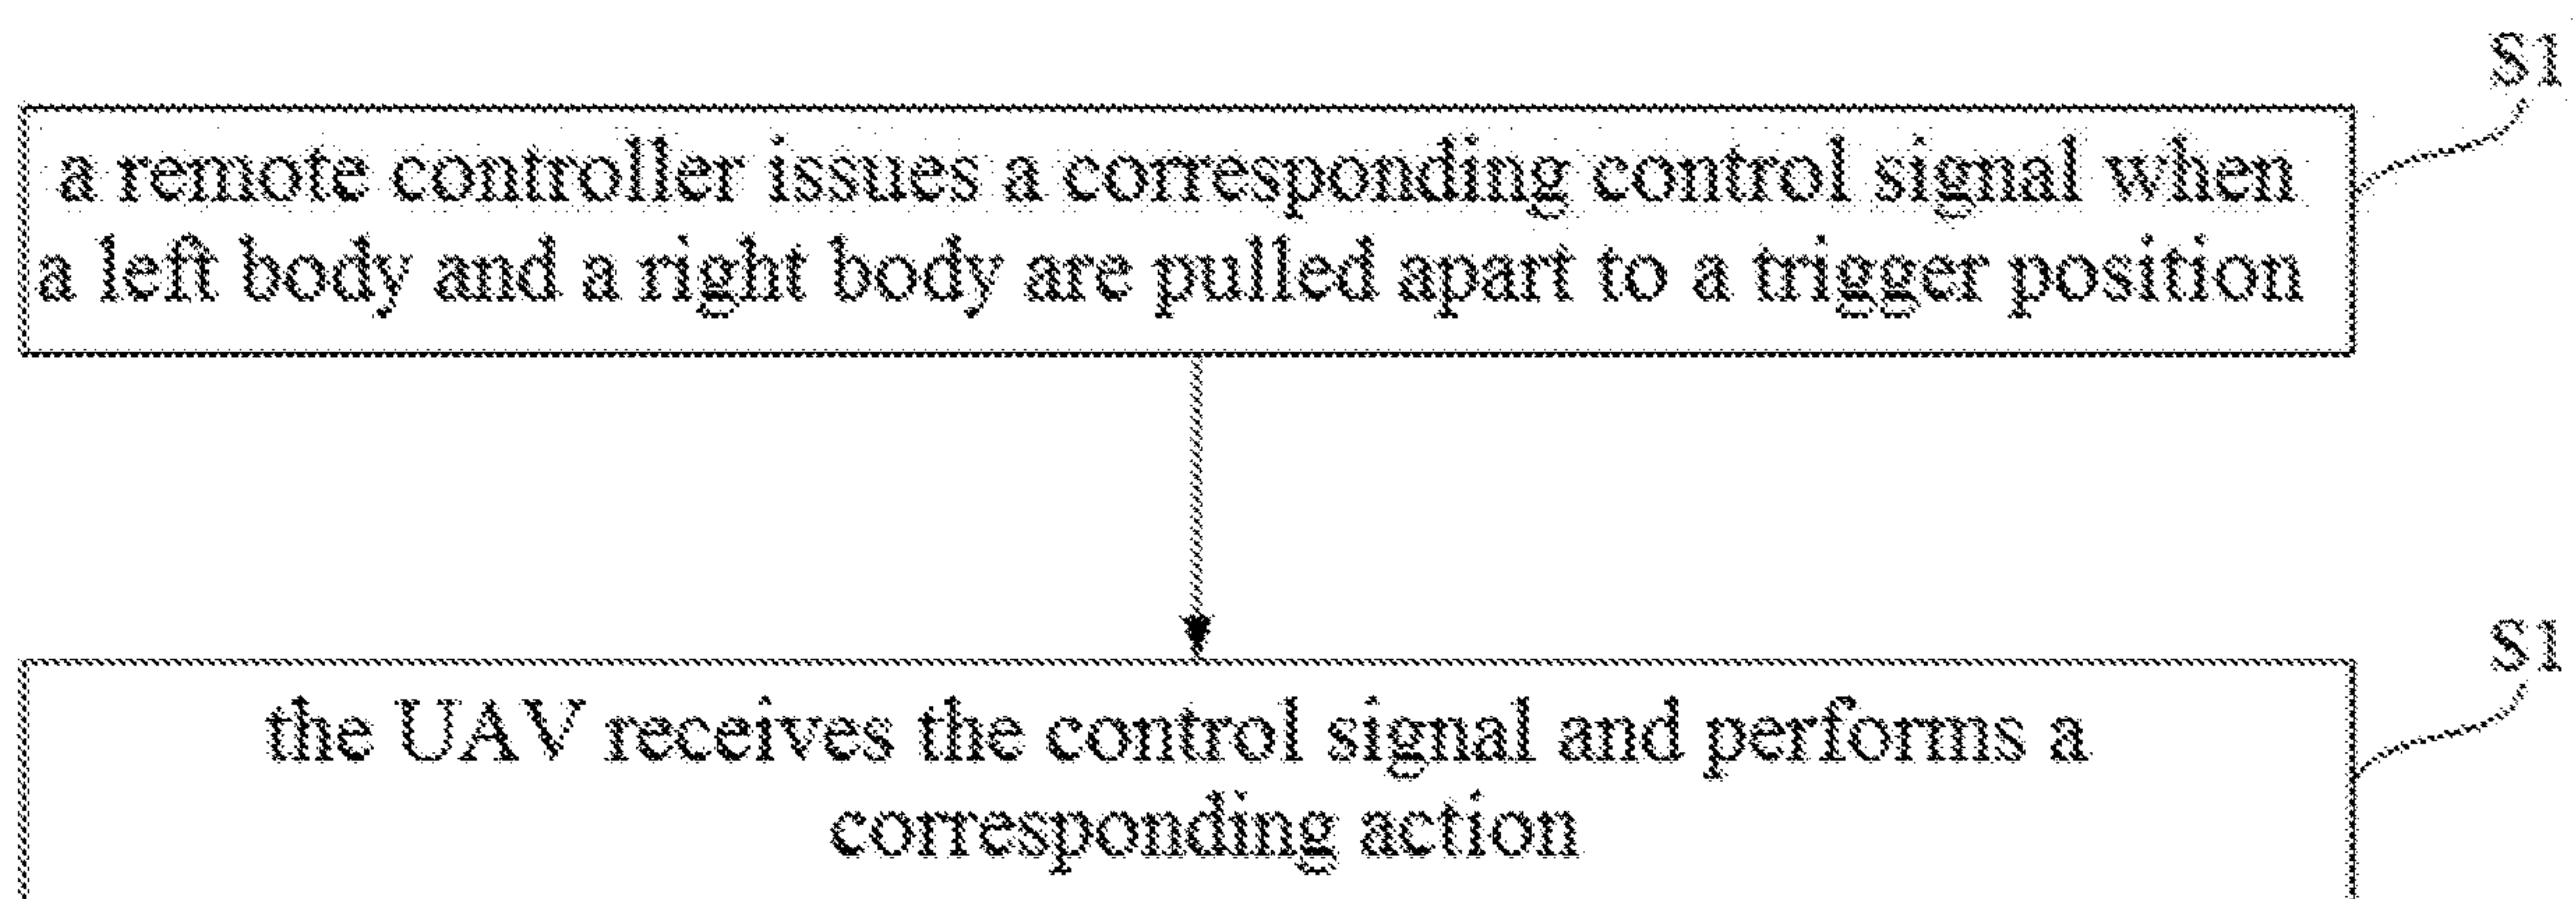 S1
a remote controller issues a corresponding control signal when
a left body and a right body are pulled apart to a trigger position
S1
the UAV receives the control signal and performs a
corresponding action